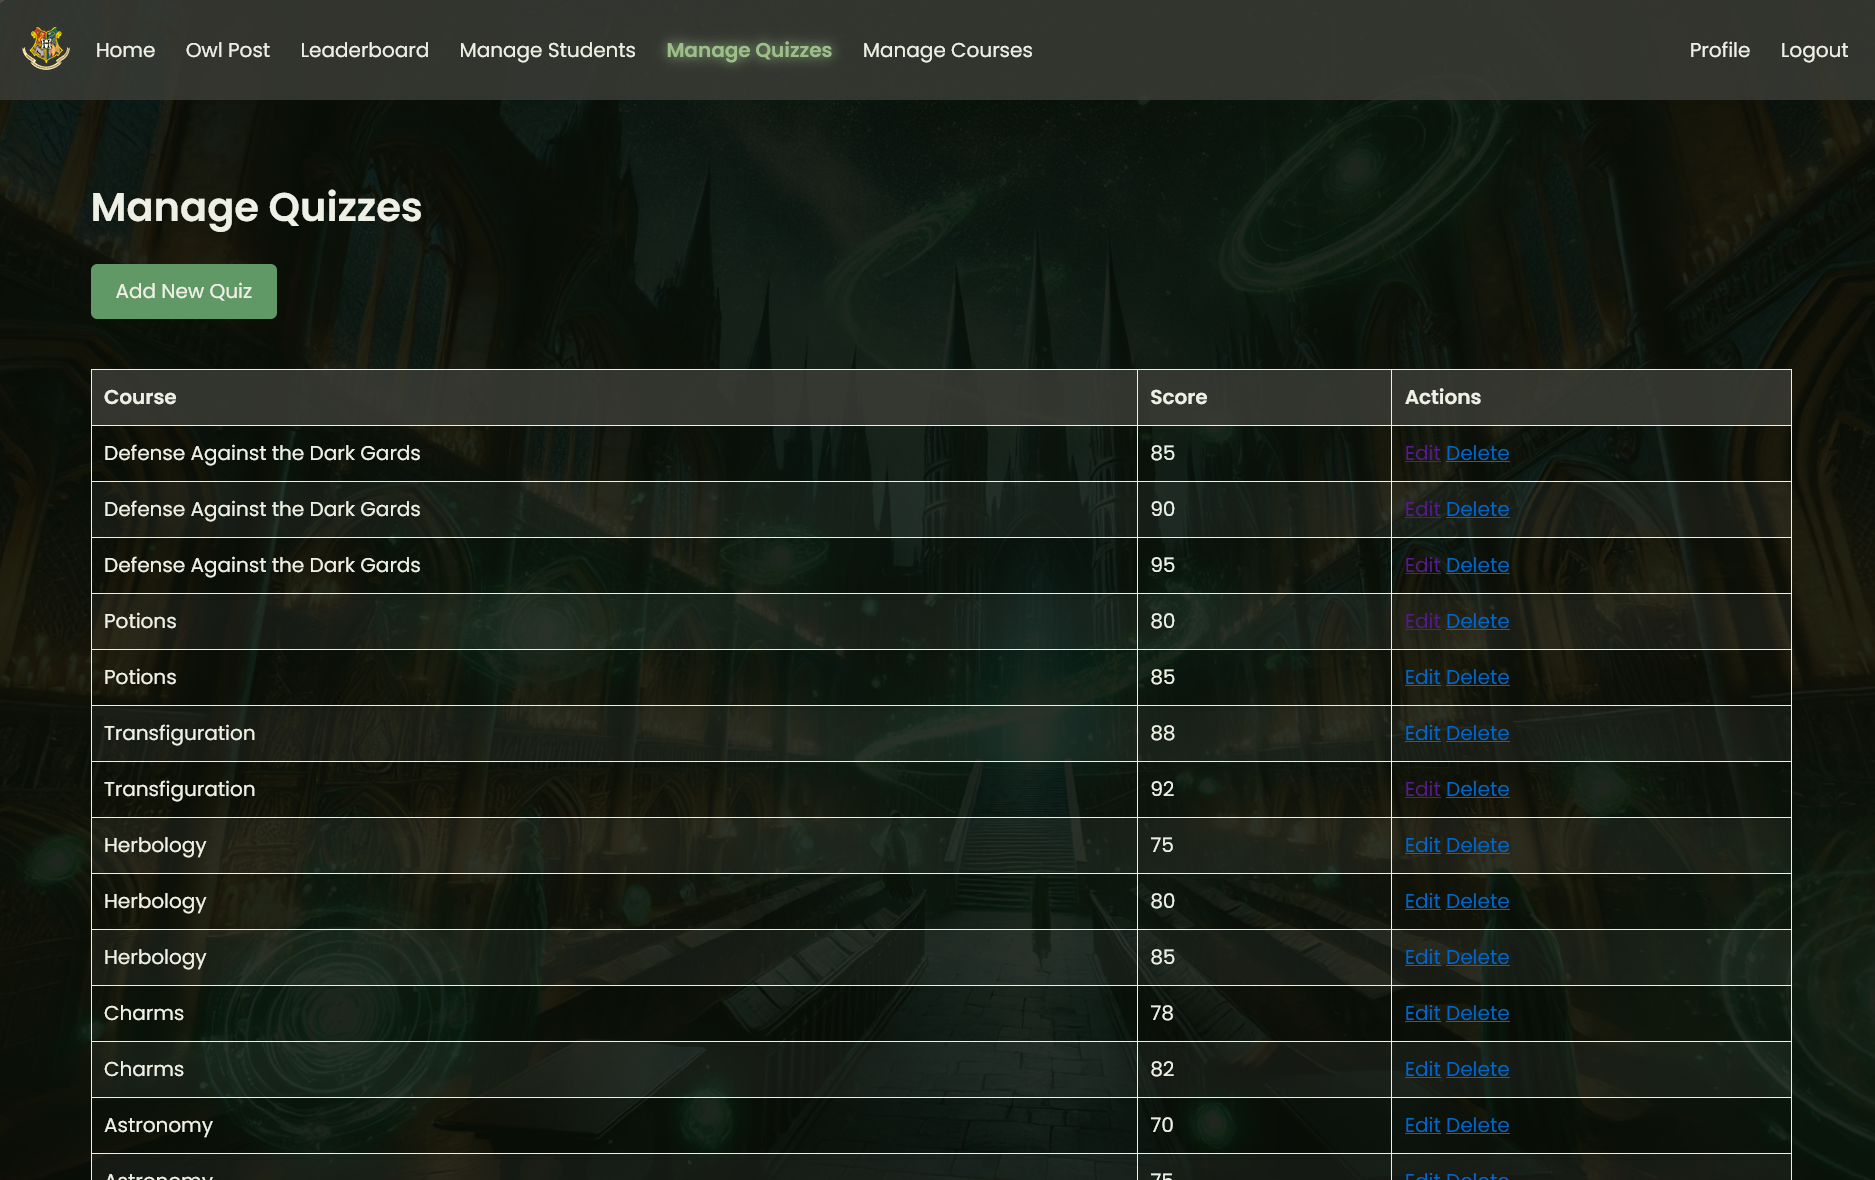 Home Owl Post Leaderboard Manage Students Manage Quizzes Manage Courses Profile Logout
Manage Quizzes
Add New Quiz
Course Score Actions
Defense Against the Dark Gards 85 Edit Delete
Defense Against the Dark Gards 90 Edit Delete
Defense Against the Dark Gards 95 Edit Delete
Potions 80 Edit Delete
Potions 85 Edit Delete
Transfiguration 88 Edit Delete
Transfiguration 92 Edit Delete
Herbology 75 Edit Delete
Herbology 80 Edit Delete
Herbology 85 Edit Delete
Charms 78 Edit Delete
Charms 82 Edit Delete
Astronomy 70 Edit Delete
Astronomy 75 Edit Delete